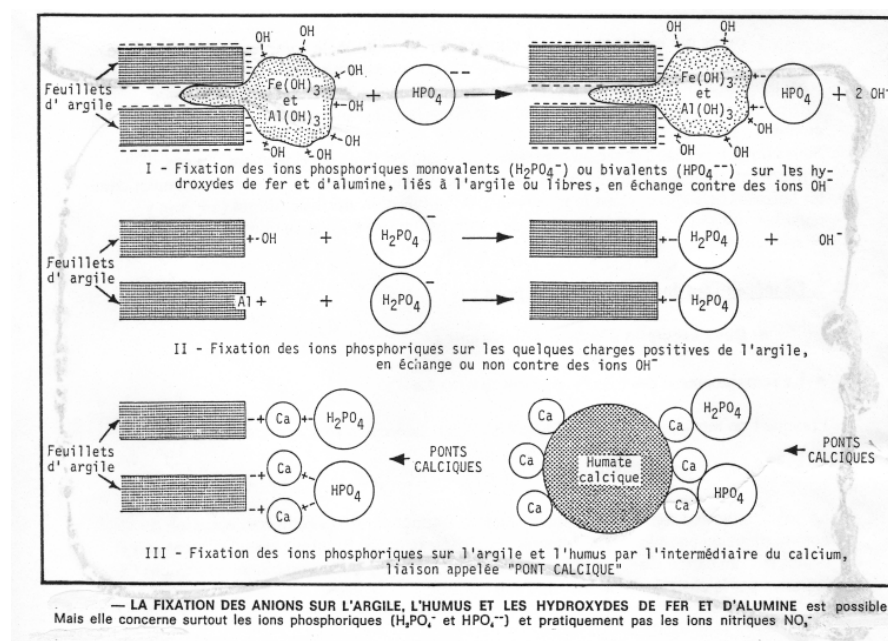 OH OH OH
Feuillets
d' argile
Fe(OH)3
et
Al(OH)3
OH
OH
OH
OH
OH
+ HPO4 --
OH OH OH
Fe(OH)3
et
Al(OH)3
OH
OH
OH
HPO4 + 2 OH-
I - Fixation des ions phosphoriques monovalents (H2PO4-) ou bivalents (HPO4--) sur les hy-
droxydes de fer et d'alumine, liés à l'argile ou libres, en échange contre des ions OH-
Feuillets
d' argile
+-OH + H2PO4 - +- H2PO4 + OH-
Al+ + H2PO4 - +- H2PO4
II - Fixation des ions phosphoriques sur les quelques charges positives de l'argile,
en échange ou non contre des ions OH-
Feuillets
d' argile
-+ Ca +- H2PO4
-+ Ca +- HPO4
-+ Ca +-
PONTS
CALCIQUES
Ca
Ca
Ca
Humate
calcique
Ca H2PO4
Ca
Ca HPO4
PONTS
CALCIQUES
III - Fixation des ions phosphoriques sur l'argile et l'humus par l'intermédiaire du calcium,
liaison appelée "PONT CALCIQUE"
— LA FIXATION DES ANIONS SUR L'ARGILE, L'HUMUS ET LES HYDROXYDES DE FER ET D'ALUMINE est possible
Mais elle concerne surtout les ions phosphoriques (H2PO4- et HPO4--) et pratiquement pas les ions nitriques NO3-